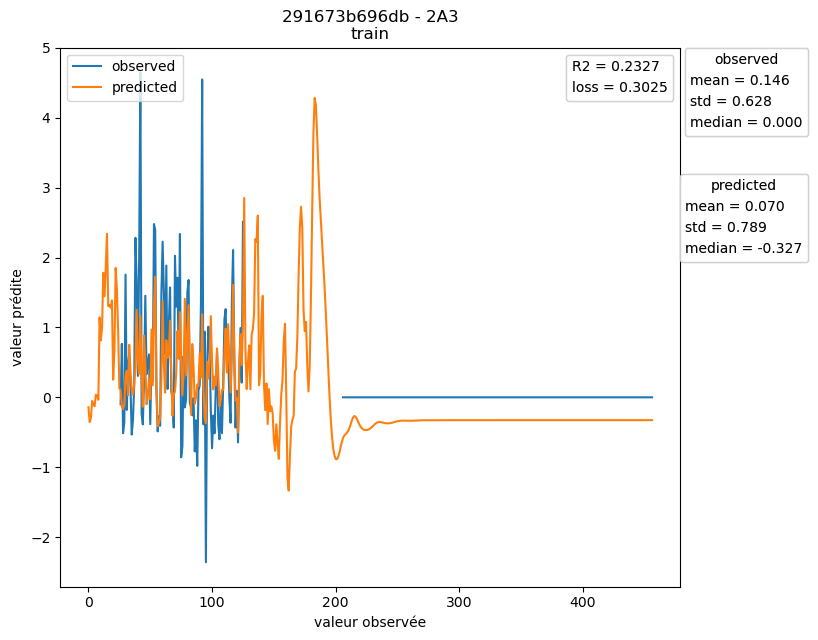 291673b696db - 2A3
train
observed
predicted
R2 = 0.2327
loss = 0.3025
observed
mean = 0.146
std = 0.628
median = 0.000
predicted
mean = 0.070
std = 0.789
median = -0.327
5
4
3
2
1
0
−1
−2
valeur prédite
0
100
200
300
400
valeur observée